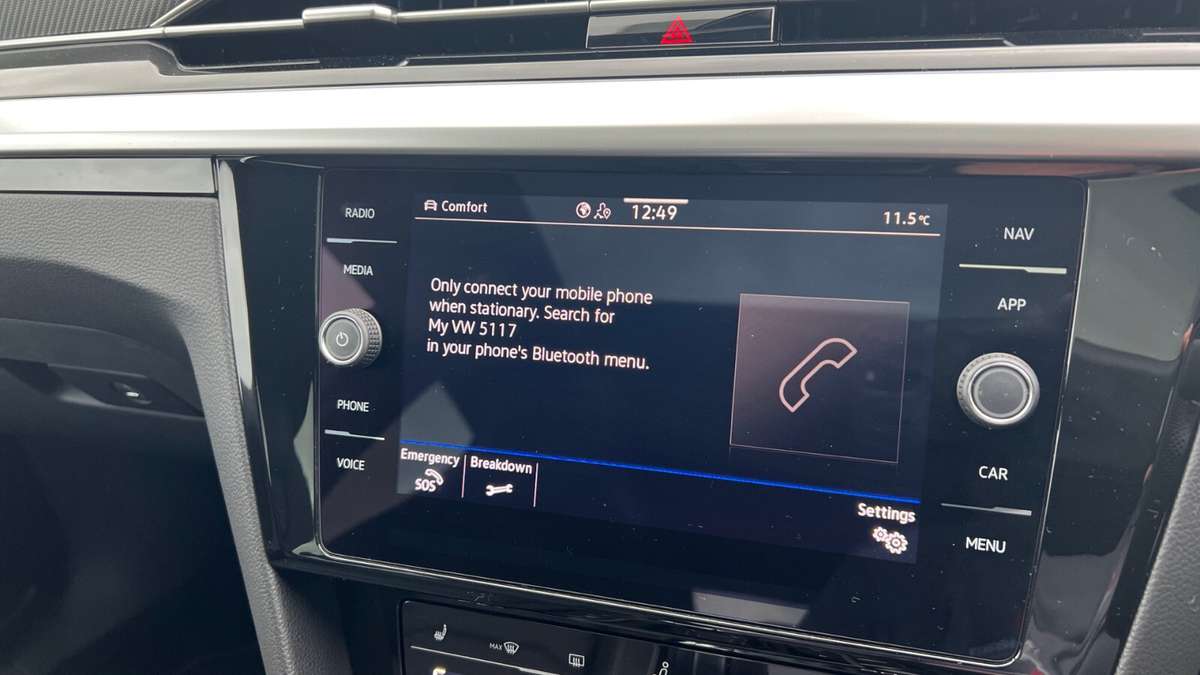 RADIO
MEDIA
PHONE
VOICE
Comfort
12:49
11.5°C
Only connect your mobile phone
when stationary. Search for
My VW 5117
in your phone's Bluetooth menu.
Emergency
SOS
Breakdown
Settings
NAV
APP
CAR
MENU
MAX